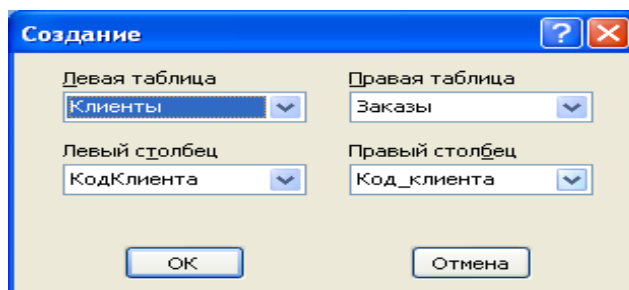 Создание
Левая таблица
Правая таблица
Клиенты
Заказы
Левый столбец
Правый столбец
КодКлиента
Код_клиента
ОК
Отмена